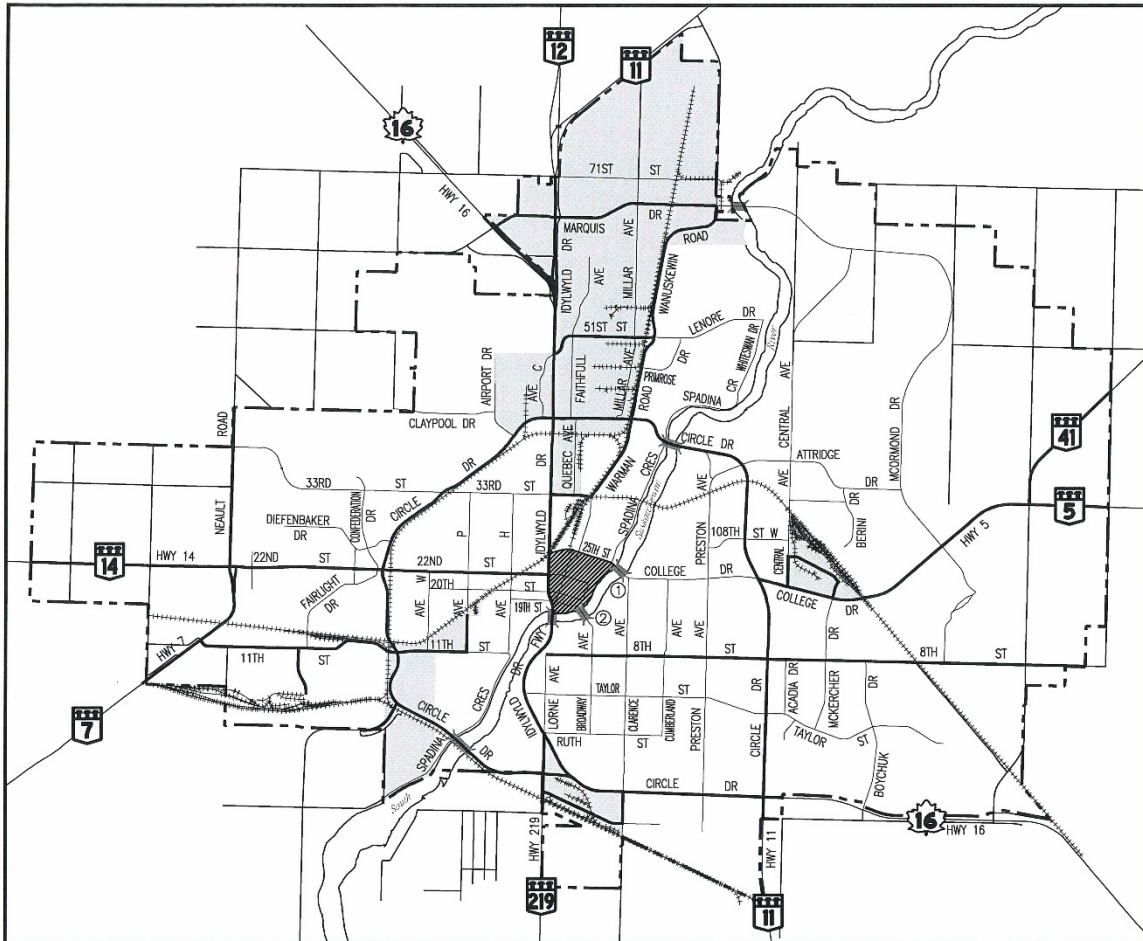 12
11
16
HWY 16
71ST ST
MARQUIS DR
ROAD
IDYLWYLD DR
AVE
MILLAR AVE
WANUSKEWIN
51ST ST
LENORE DR
WHITESWAN DR
River
PRIMROSE DR
SPADINA CR
AIRPORT DR
AVE C
FAITHFULL
MILLAR AVE
ROAD
CLAYPOOL DR
CENTRAL AVE
MCORMOND DR
41
NEAULT ROAD
CIRCLE DR
QUEBEC AVE
WARMAN
SPADINA CRES
CIRCLE DR
ATTRIDGE DR
33RD ST
33RD ST
CONFEDERATION DR
DIEFENBAKER DR
IDYLWYLD DR
PRESTON AVE
108TH ST W
CENTRAL AVE
BERINI DR
5
HWY 5
14
HWY 14
22ND ST
22ND ST
P
H
25TH ST
1
COLLEGE DR
COLLEGE DR
FAIRLIGHT DR
W
20TH ST
AVE
AVE
AVE
19TH ST
2
AVE
AVE
AVE
AVE
HWY 7
11TH ST
11TH ST
FWY
8TH ST
8TH ST
7
CIRCLE DR
SPADINA CRES
IDYLWYLD DR
LORNE AVE
BROADWAY
TAYLOR ST
CLARENCE
CUMBERLAND
PRESTON
CIRCLE DR
ACADIA DR
MCKERCHER DR
DR
TAYLOR ST
BOYCHUK
RUTH ST
South
CIRCLE DR
16
HWY 16
HWY 219
219
HWY 11
11